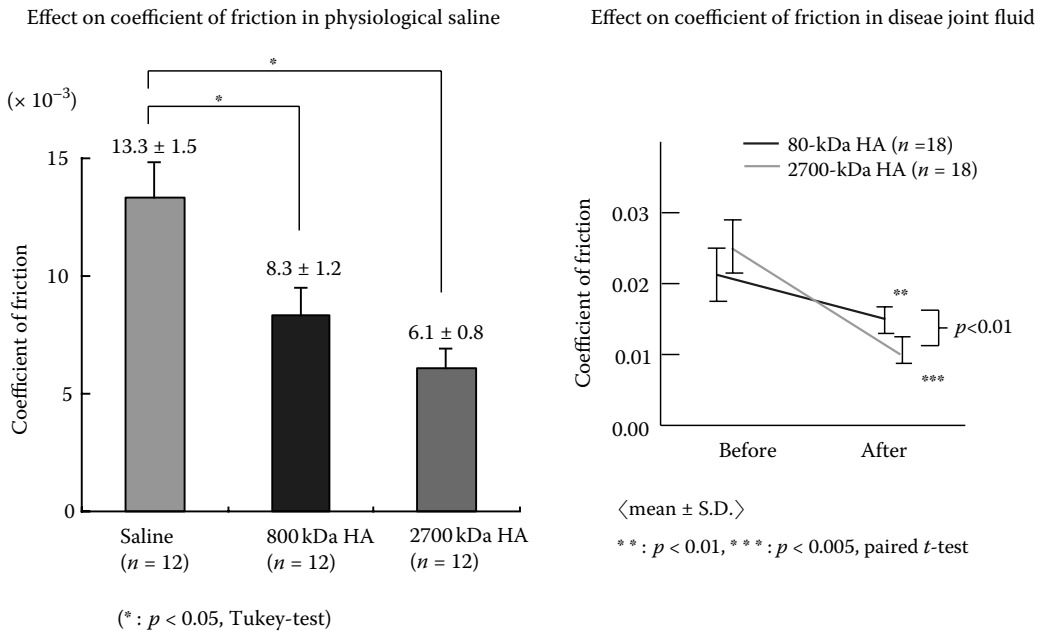 Effect on coefficient of friction in physiological saline
(× 10⁻³)
Coefficient of friction
15
10
5
0
*
*
13.3 ± 1.5
8.3 ± 1.2
6.1 ± 0.8
Saline
(n = 12)
800 kDa HA
(n = 12)
2700 kDa HA
(n = 12)
(* : p < 0.05, Tukey-test)
Effect on coefficient of friction in diseae joint fluid
80-kDa HA (n =18)
2700-kDa HA (n = 18)
Coefficient of friction
0.03
0.02
0.01
0.00
**
p<0.01
***
Before
After
〈mean ± S.D.〉
** : p < 0.01, *** : p < 0.005, paired t-test